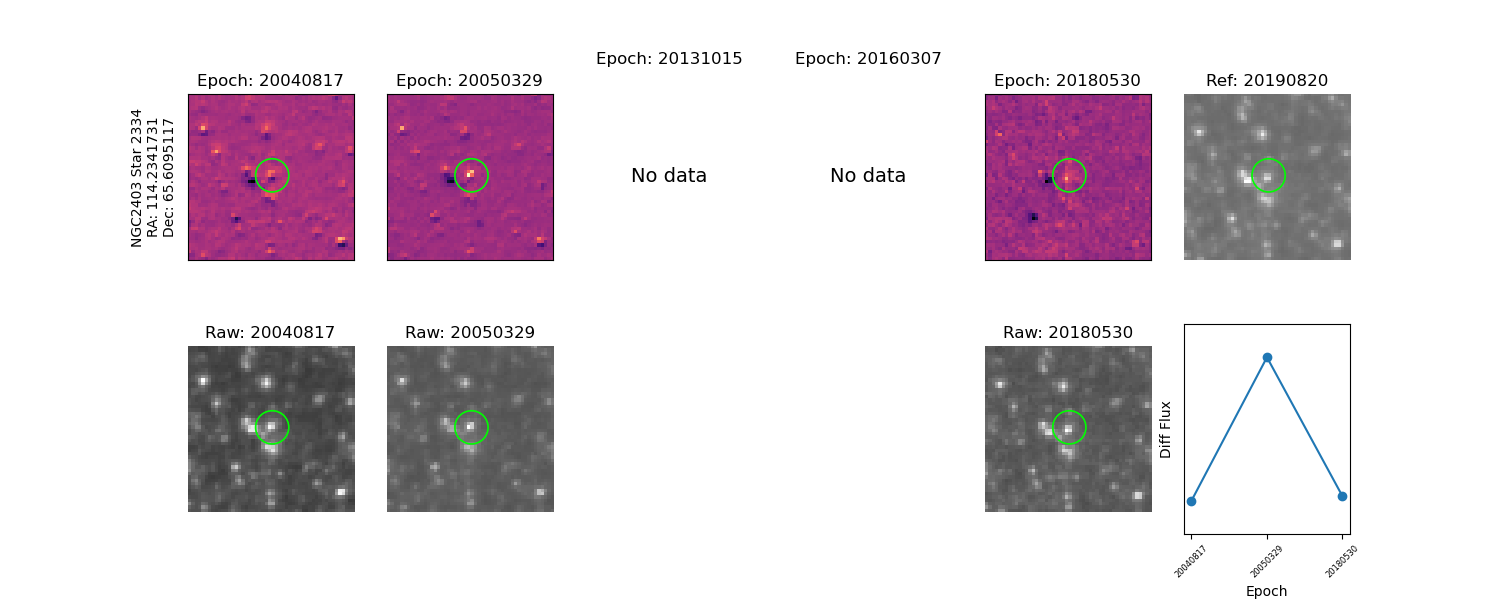 Epoch: 20131015
Epoch: 20160307
Epoch: 20040817
Epoch: 20050329
Epoch: 20180530
Ref: 20190820
NGC2403 Star 2334
RA: 114.2341731
Dec: 65.6095117
No data
No data
Raw: 20040817
Raw: 20050329
Raw: 20180530
Diff Flux
20040817
20050329
20180530
Epoch